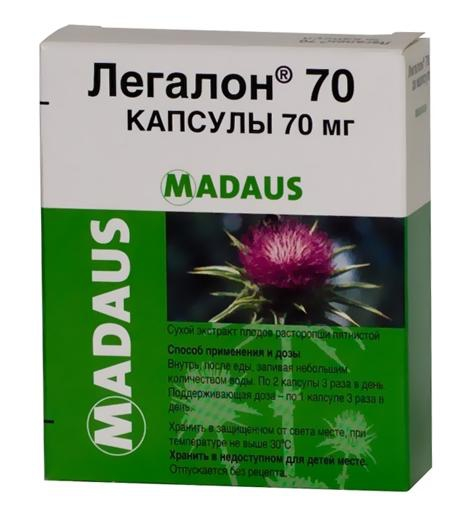 Легалон® 70
КАПСУЛЫ 70 мг
MADAUS
MADAUS
Сухой экстракт плодов расторопши пятнистой
Способ применения и дозы
Внутрь, после еды, запивая небольшим
количеством воды. По 2 капсулы 3 раза в день
Поддерживающая доза – по 1 капсуле 3 раза в
день.
Хранить в защищенном от света месте, при
температуре не выше 30°С
Хранить в недоступном для детей месте.
Отпускается без рецепта.